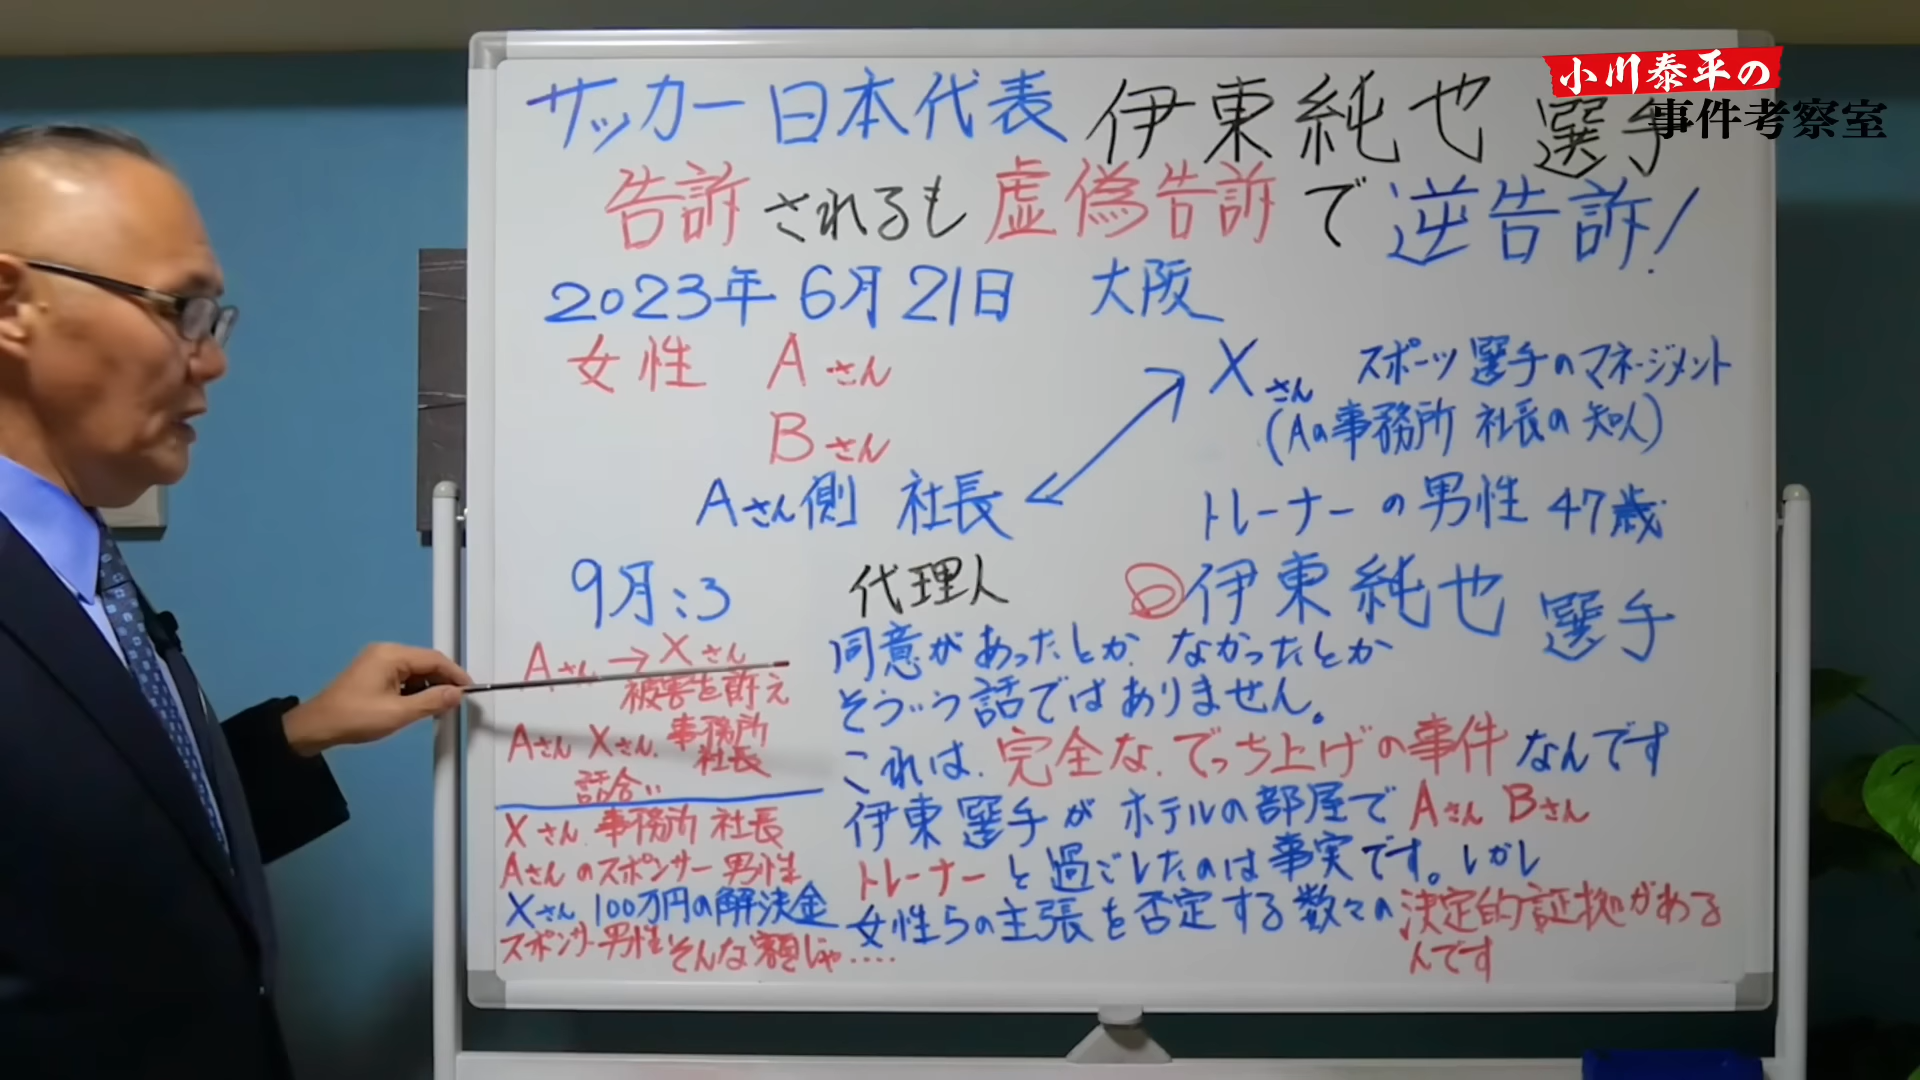 小川泰平の
事件考察室
サッカー日本代表 伊東純也 選手
告訴されるも虚偽告訴で逆告訴!
2023年6月21日 大阪
女性 Aさん
Bさん
Aさん側 社長
Xさん スポーツ選手のマネージメント
(Aの事務所 社長の知人)
トレーナーの男性 47歳
伊東純也 選手
9月:3
Aさん→Xさん
被害を訴え
Aさん Xさん. 事務所
社長
話合い
Xさん 事務所 社長
Aさんのスポンサー男性
Xさん 100万円の解決金
スポンサー男性そんな額じゃ‥‥
代理人
同意があったとか なかったとか
そういう話ではありません。
これは.完全な.でっち上げの事件なんです
伊東選手がホテルの部屋でAさん Bさん
トレーナーと過ごしたのは事実です。しかし
女性らの主張を否定する数々の決定的証拠がある
んです